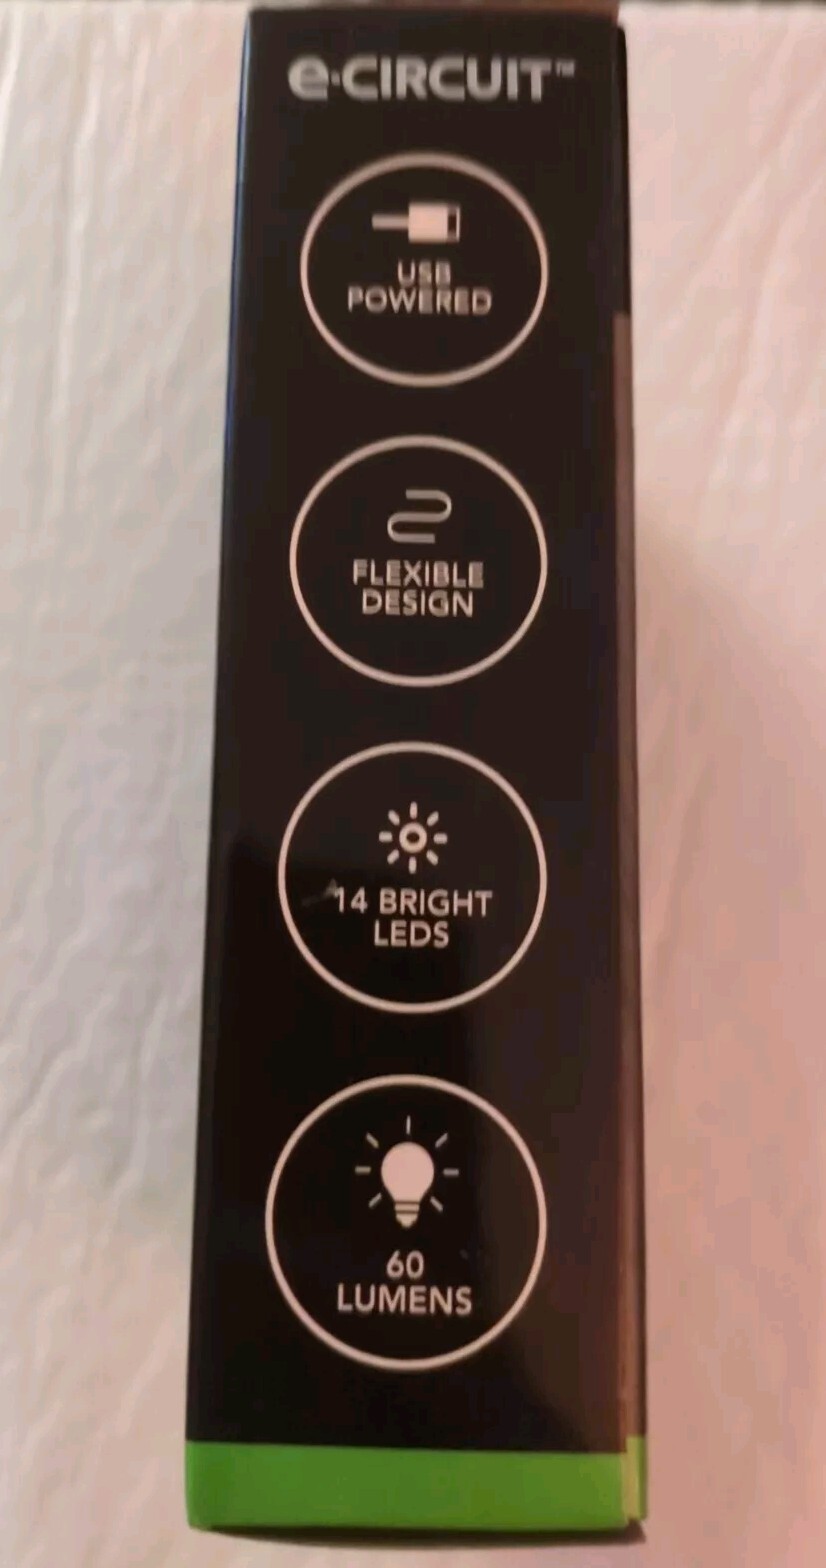 e·CIRCUIT™
USB
POWERED
FLEXIBLE
DESIGN
14 BRIGHT
LEDS
60
LUMENS